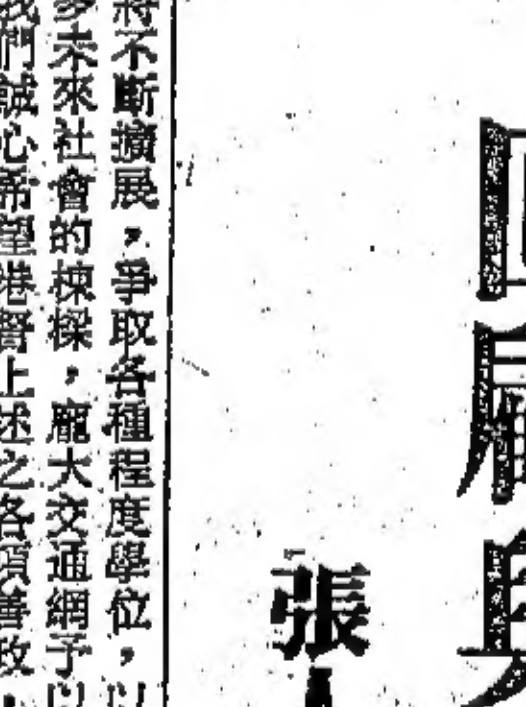 張
將不斷擴展，爭取各種程度學位，以
多未來社會的棟樑，龐大交通網予以
我們誠心希望港督上述之各項善政，